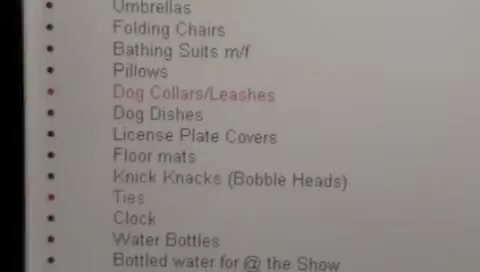 Umbrellas
Folding Chairs
Bathing Suits m/f
Pillows
Dog Collars/Leashes
Dog Dishes
License Plate Covers
Floor mats
Knick Knacks (Bobble Heads)
Ties
Clock
Water Bottles
Bottled water for @ the Show